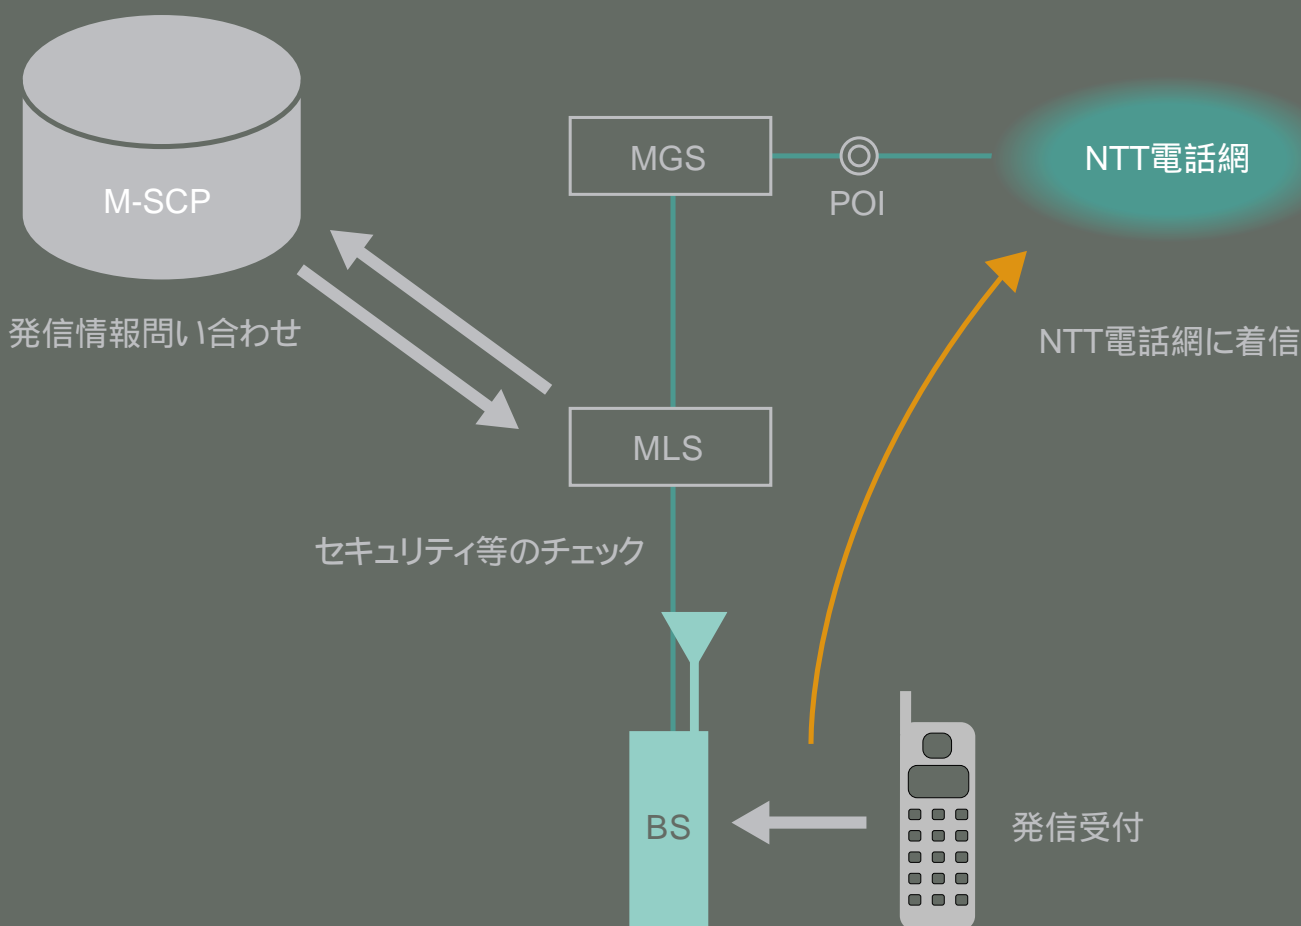 MGS
NTT電話網
M-SCP
POI
発信情報問い合わせ
NTT電話網に着信
MLS
セキュリティ等のチェック
BS
発信受付